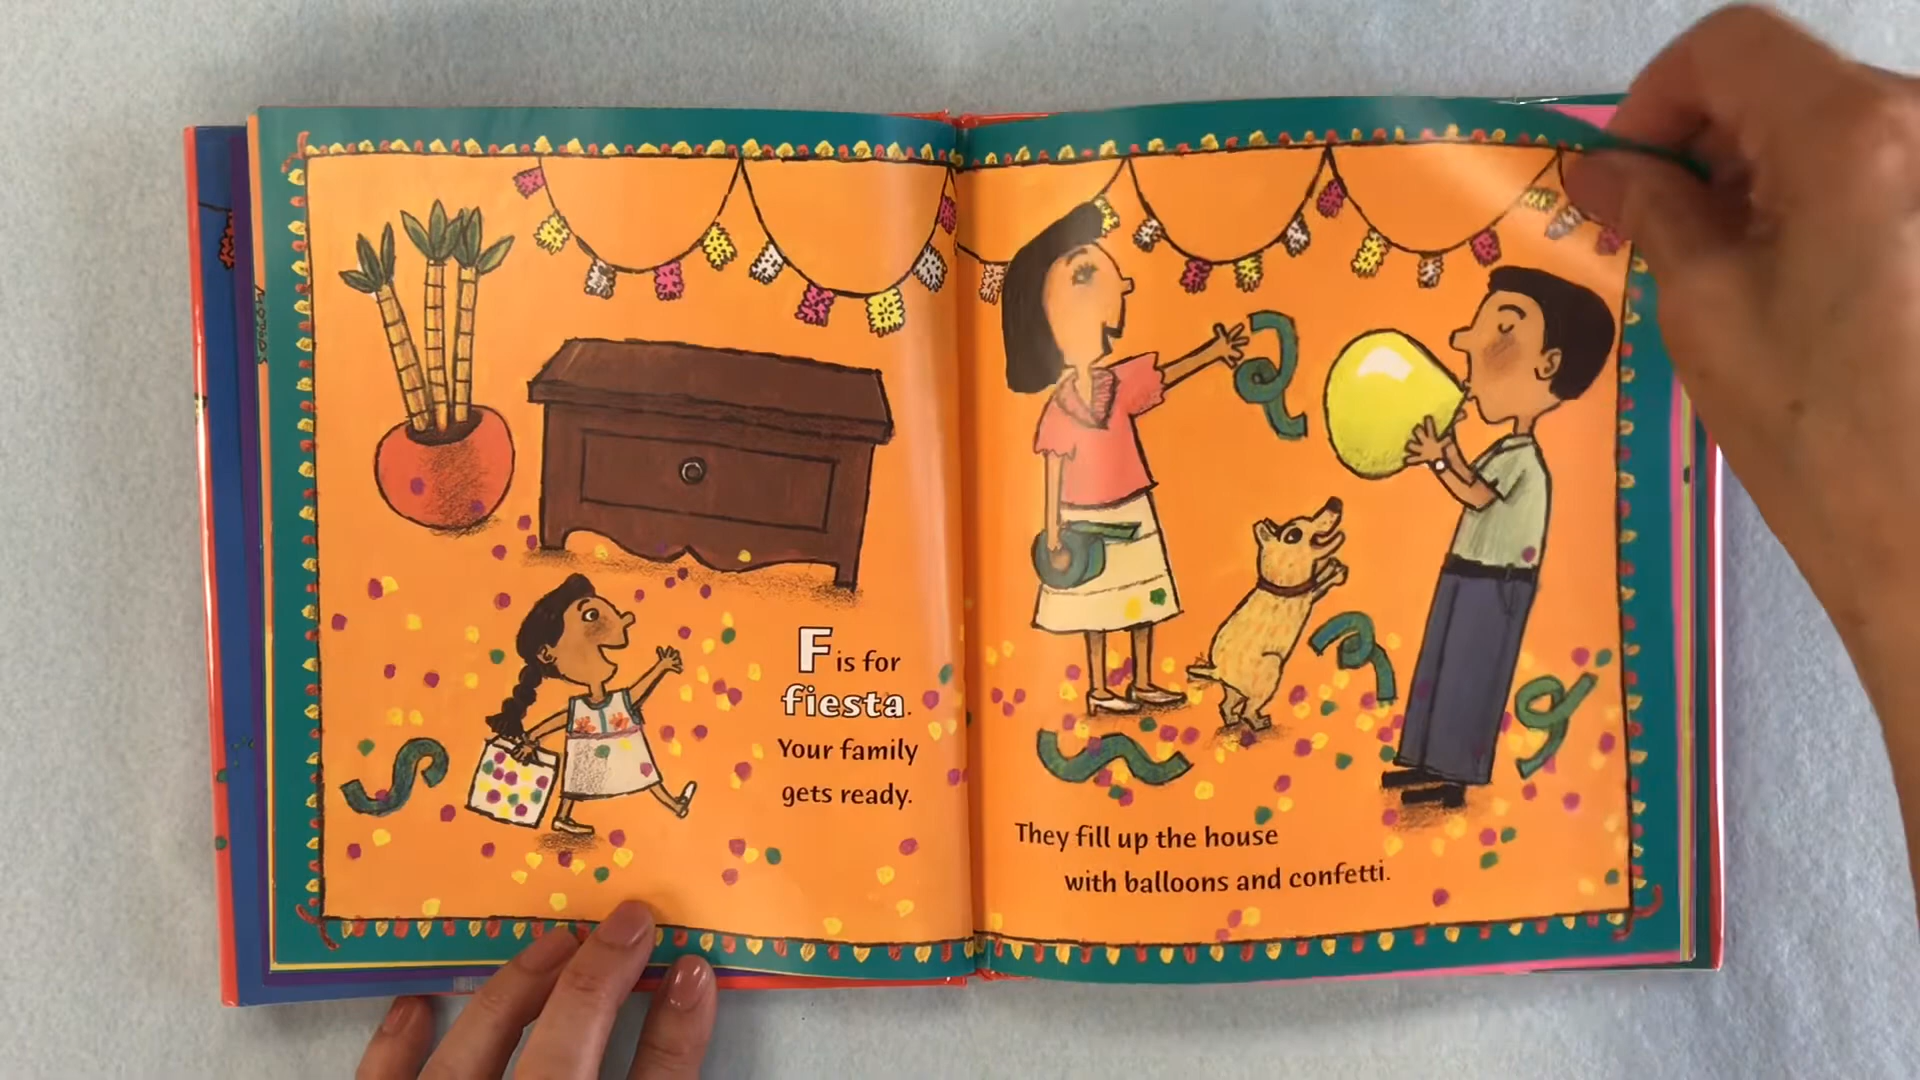 F is for
fiesta.
Your family
gets ready.
They fill up the house
with balloons and confetti.